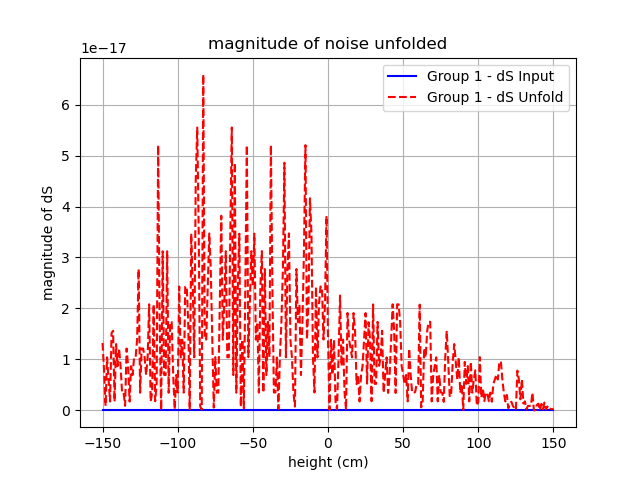 magnitude of noise unfolded
1e−17
Group 1 - dS Input
Group 1 - dS Unfold
6
5
4
3
2
1
0
magnitude of dS
−150
−100
−50
0
50
100
150
height (cm)